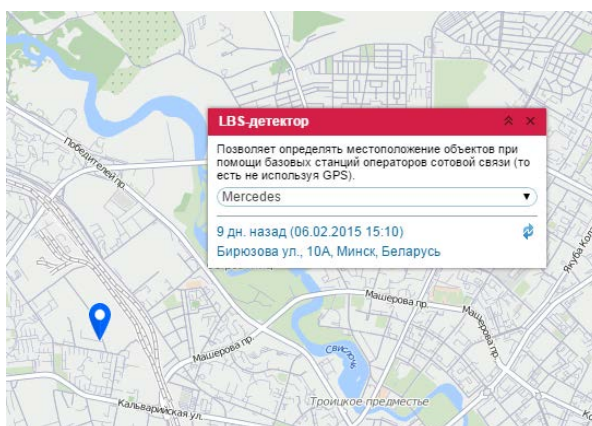 LBS-детектор
Позволяет определять местоположение объектов при
помощи базовых станций операторов сотовой связи (то
есть не используя GPS).
Mercedes
9 дн. назад (06.02.2015 15:10)
Бирюзова ул., 10А, Минск, Беларусь
Победителей пр.
Машерова пр.
Машерова пр.
Свислочь
Троицкое предместье
Кальварийская ул.
Якуба Кол